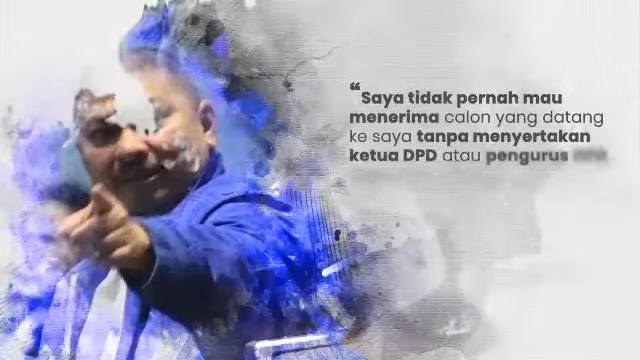 “Saya tidak pernah mau
menerima calon yang datang
ke saya tanpa menyertakan
ketua DPD atau pengurus